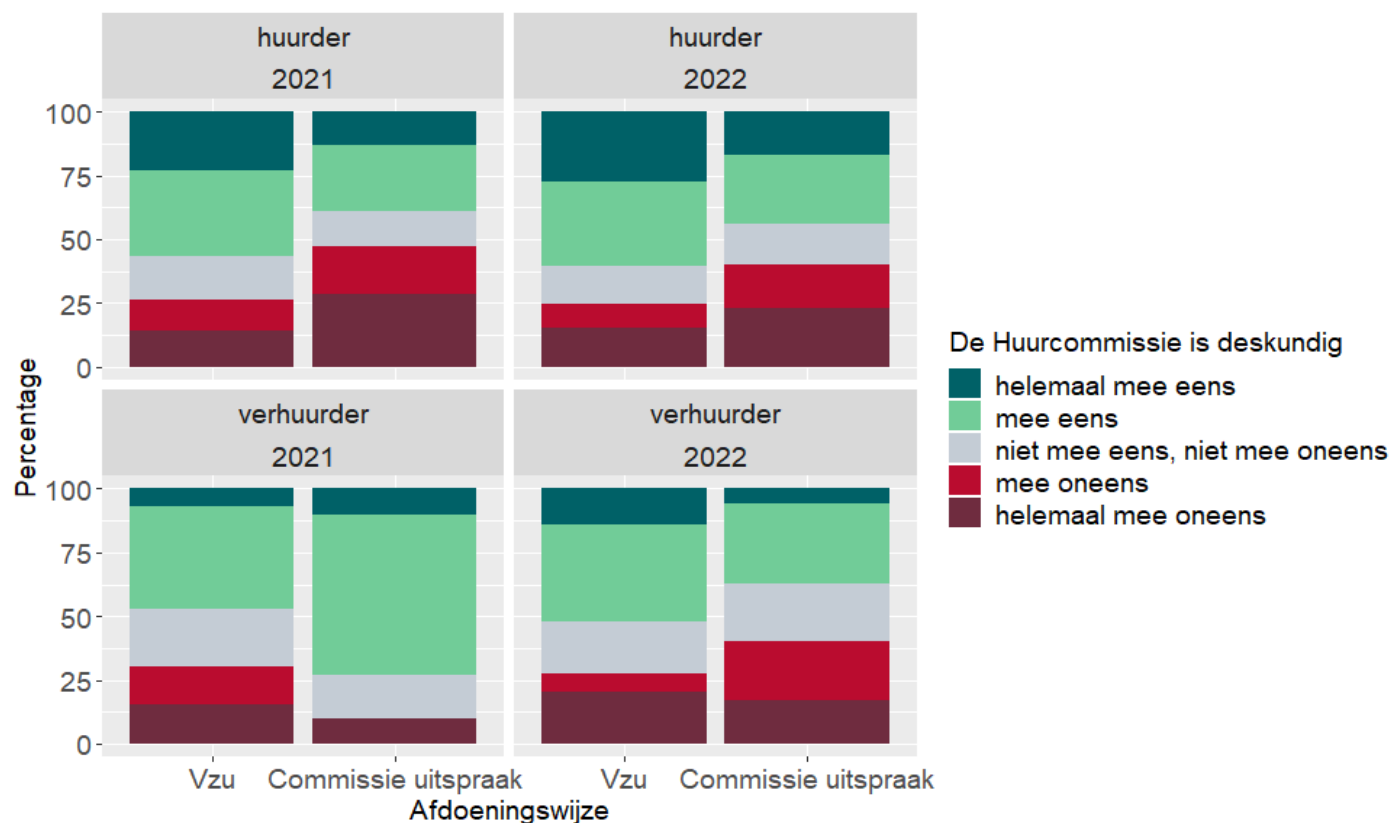 huurder
2021
huurder
2022
100
75
50
25
0
verhuurder
2021
verhuurder
2022
100
75
50
25
0
Percentage
Vzu
Commissie uitspraak
Vzu
Commissie uitspraak
Afdoeningswijze
De Huurcommissie is deskundig
helemaal mee eens
mee eens
niet mee eens, niet mee oneens
mee oneens
helemaal mee oneens